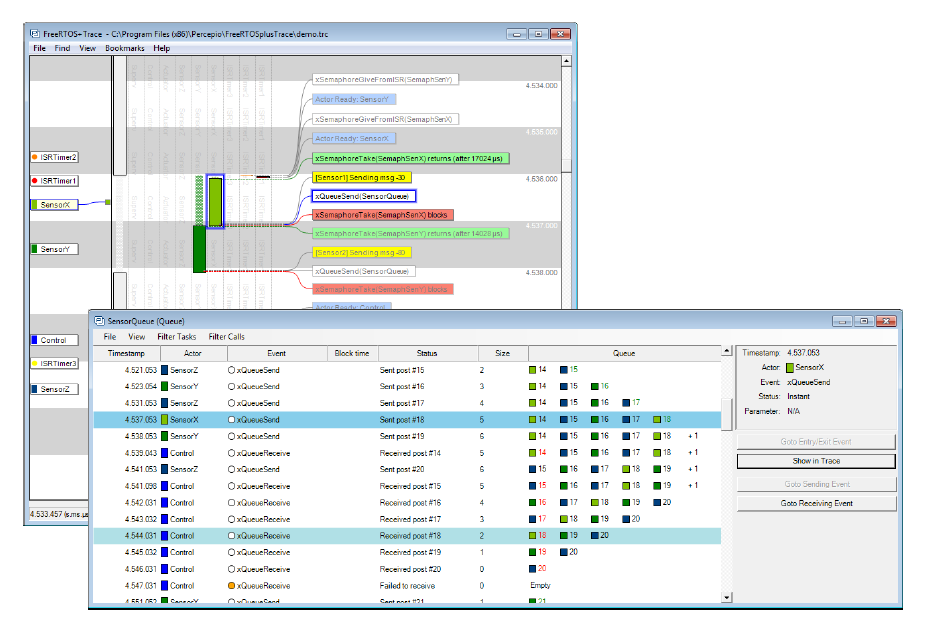 FreeRTOS+Trace - C:\Program Files (x86)\Percepio\FreeRTOSplusTrace\demo.trc
File Find View Bookmarks Help
xSemaphoreGiveFromISR(SemaphSenY)
4.534.000
Actor Ready: SensorY
xSemaphoreGiveFromISR(SemaphSenX)
4.535.000
Actor Ready: SensorX
ISRTimer2
xSemaphoreTake(SemaphSenX) returns (after 17024 µs)
ISRTimer1
[Sensor1] Sending msg -30
4.536.000
xQueueSend(SensorQueue)
SensorX
xSemaphoreTake(SemaphSenX) blocks
4.537.000
xSemaphoreTake(SemaphSenY) returns (after 14028 µs)
SensorY
[Sensor2] Sending msg -80
xQueueSend(SensorQueue)
4.538.000
xSemaphoreTake(SemaphSenY) blocks
Actor Ready: Control
Control
ISRTimer3
SensorZ
4.533.457 (s.ms.µs
SensorQueue (Queue)
File View Filter Tasks Filter Calls
Timestamp Actor Event Block time Status Size Queue
4.521.053 SensorZ xQueueSend Sent post #15 2 14 15
4.523.054 SensorY xQueueSend Sent post #16 3 14 15 16
4.531.053 SensorZ xQueueSend Sent post #17 4 14 15 16 17
4.537.053 SensorX xQueueSend Sent post #18 5 14 15 16 17 18
4.538.053 SensorY xQueueSend Sent post #19 6 14 15 16 17 18 + 1
4.539.043 Control xQueueReceive Received post #14 5 14 15 16 17 18 + 1
4.541.053 SensorZ xQueueSend Sent post #20 6 15 16 17 18 19 + 1
4.541.098 Control xQueueReceive Received post #15 5 15 16 17 18 19 + 1
4.542.031 Control xQueueReceive Received post #16 4 16 17 18 19 20
4.543.032 Control xQueueReceive Received post #17 3 17 18 19 20
4.544.031 Control xQueueReceive Received post #18 2 18 19 20
4.545.032 Control xQueueReceive Received post #19 1 19 20
4.546.031 Control xQueueReceive Received post #20 0 20
4.547.031 Control xQueueReceive Failed to receive 0 Empty
4.551.052 SensorY xQueueSend Sent post #21 1 21
Timestamp: 4.537.053
Actor: SensorX
Event: xQueueSend
Status: Instant
Parameter: N/A
Goto Entry/Exit Event
Show in Trace
Goto Sending Event
Goto Receiving Event